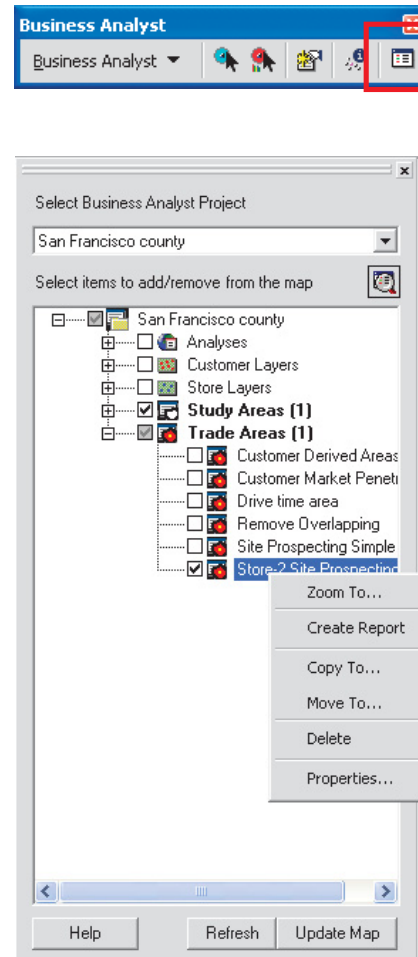 Business Analyst
Business Analyst
Select Business Analyst Project
San Francisco county
Select items to add/remove from the map
San Francisco county
Analyses
Customer Layers
Store Layers
Study Areas (1)
Trade Areas (1)
Customer Derived Areas
Customer Market Penetr
Drive time area
Remove Overlapping
Site Prospecting Simple
Store-2 Site Prospecting
Zoom To...
Create Report
Copy To...
Move To...
Delete
Properties...
Help
Refresh
Update Map